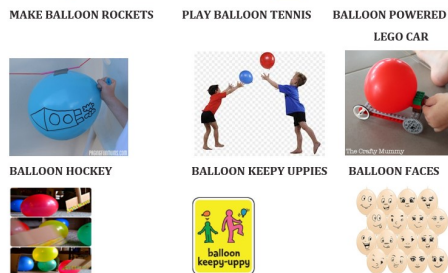 MAKE BALLOON ROCKETS
PLAY BALLOON TENNIS
BALLOON POWERED
LEGO CAR
The Crafty Mummy
BALLOON HOCKEY
BALLOON KEEPY UPPIES
BALLOON FACES
balloon
keepy-uppy